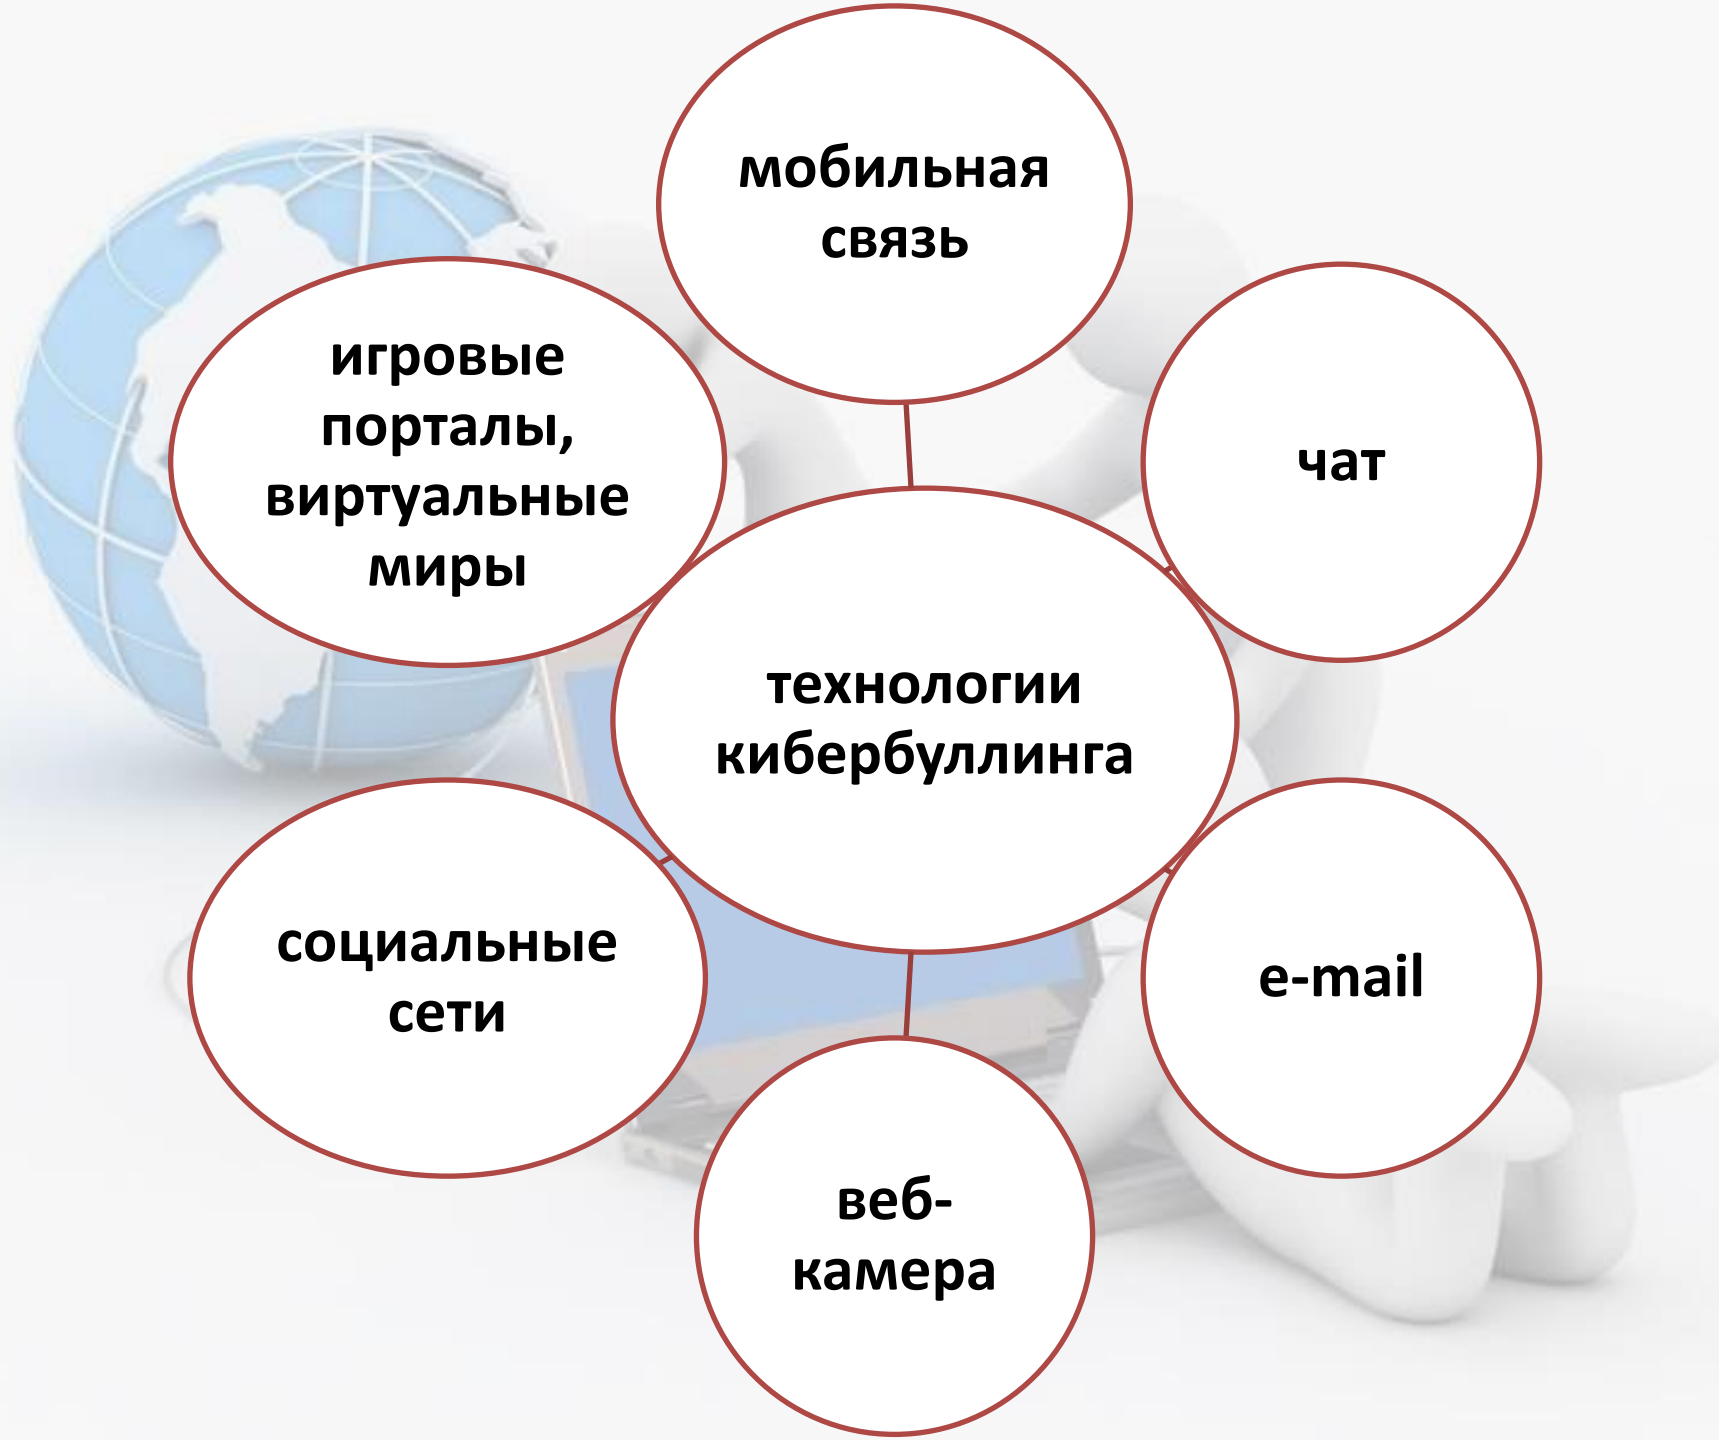 мобильная
связь
чат
e-mail
веб-
камера
социальные
сети
игровые
порталы,
виртуальные
миры
технологии
кибербуллинга